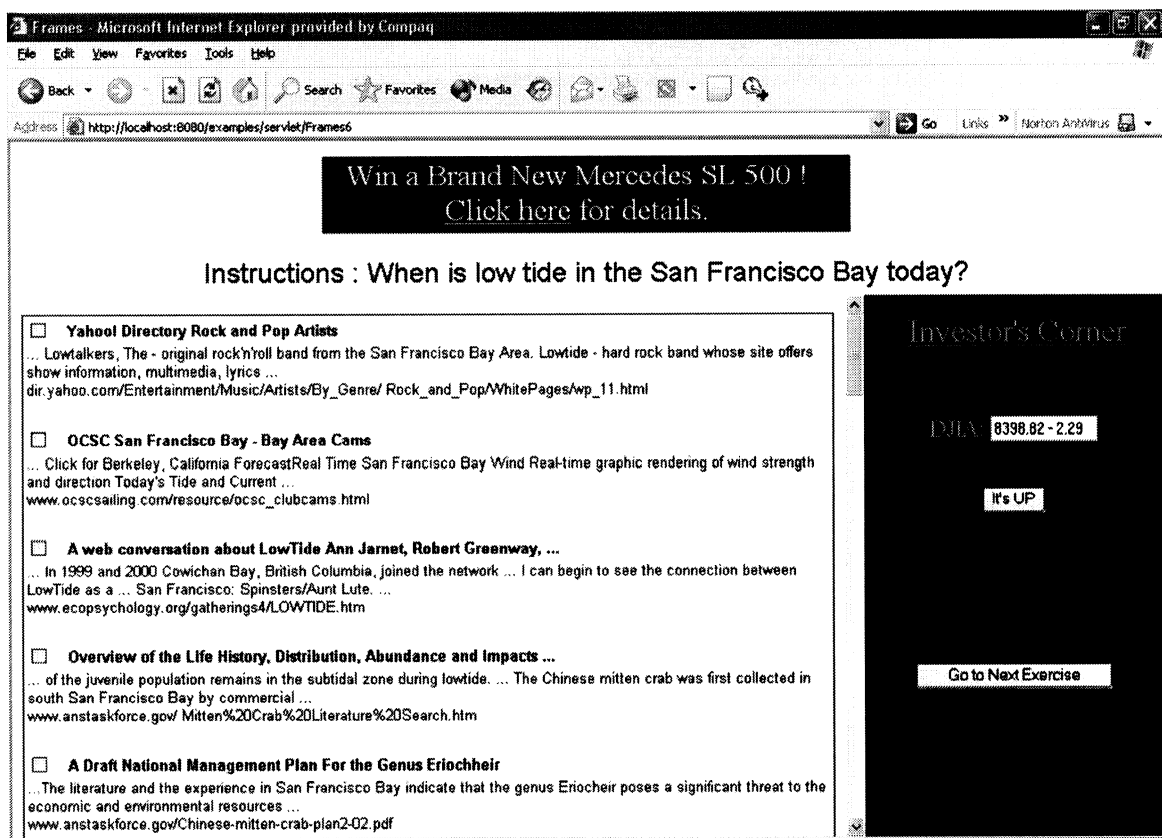 Frames - Microsoft Internet Explorer provided by Compaq
File Edit View Favorites Tools Help
Back Search Favorites Media
Address http://localhost:8080/examples/servlet/Frames6 Go Links » Norton AntiVirus
Win a Brand New Mercedes SL 500 !
Click here for details.
Instructions : When is low tide in the San Francisco Bay today?
Yahoo! Directory Rock and Pop Artists
... Lowtalkers, The - original rock'n'roll band from the San Francisco Bay Area. Lowtide - hard rock band whose site offers
show information, multimedia, lyrics ...
dir.yahoo.com/Entertainment/Music/Artists/By_Genre/ Rock_and_Pop/WhitePages/wp_11.html
OCSC San Francisco Bay - Bay Area Cams
... Click for Berkeley, California ForecastReal Time San Francisco Bay Wind Real-time graphic rendering of wind strength
and direction Today's Tide and Current ...
www.ocscsailing.com/resource/ocsc_clubcams.html
A web conversation about LowTide Ann Jarnet, Robert Greenway, ...
... In 1999 and 2000 Cowichan Bay, British Columbia, joined the network ... I can begin to see the connection between
LowTide as a ... San Francisco: Spinsters/Aunt Lute. ...
www.ecopsychology.org/gatherings4/LOWTIDE.htm
Overview of the Life History, Distribution, Abundance and Impacts ...
... of the juvenile population remains in the subtidal zone during lowtide. ... The Chinese mitten crab was first collected in
south San Francisco Bay by commercial ...
www.anstaskforce.gov/ Mitten%20Crab%20Literature%20Search.htm
A Draft National Management Plan For the Genus Eriochheir
...The literature and the experience in San Francisco Bay indicate that the genus Eriocheir poses a significant threat to the
economic and environmental resources ...
www.anstaskforce.gov/Chinese-mitten-crab-plan2-02.pdf
Investor's Corner
DJIA: 8398.82 - 2.29
It's UP
Go to Next Exercise